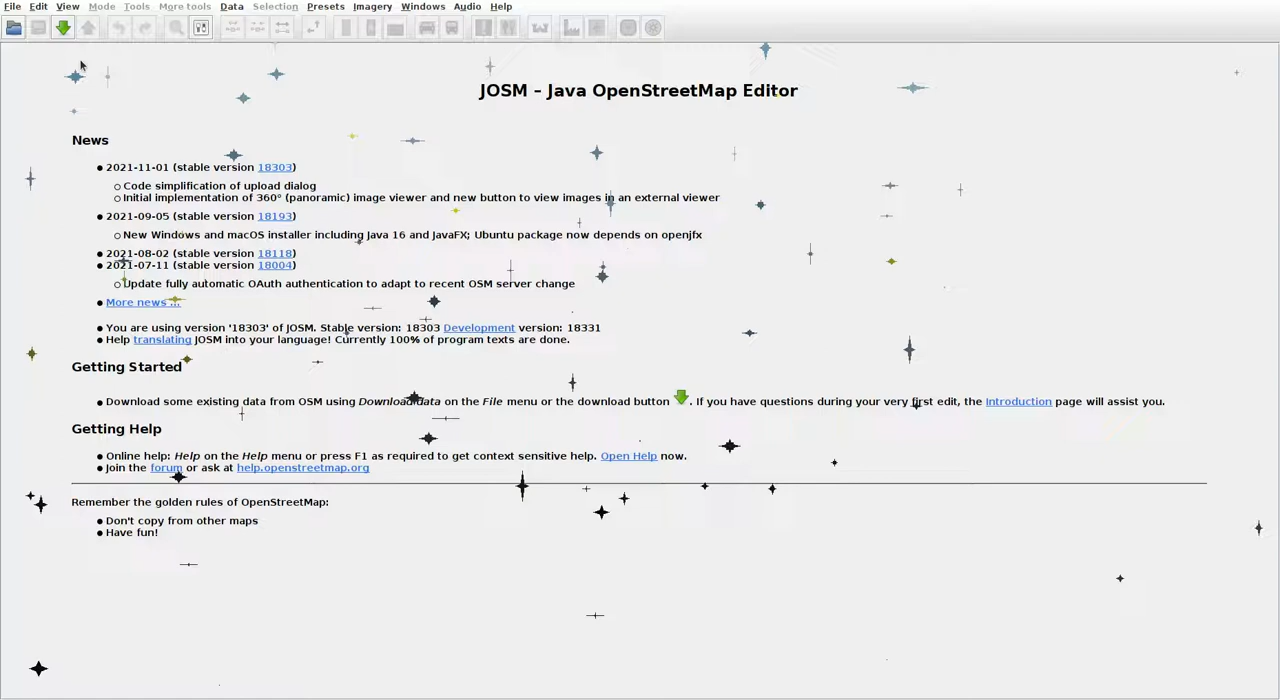 File Edit View Mode Tools More tools Data Selection Presets Imagery Windows Audio Help
JOSM – Java OpenStreetMap Editor
News
2021-11-01 (stable version 18303)
Code simplification of upload dialog
Initial implementation of 360° (panoramic) image viewer and new button to view images in an external viewer
2021-09-05 (stable version 18193)
New Windows and macOS installer including Java 16 and JavaFX; Ubuntu package now depends on openjfx
2021-08-02 (stable version 18118)
2021-07-11 (stable version 18004)
Update fully automatic OAuth authentication to adapt to recent OSM server change
More news ...
You are using version '18303' of JOSM. Stable version: 18303 Development version: 18331
Help translating JOSM into your language! Currently 100% of program texts are done.
Getting Started
Download some existing data from OSM using Download data on the File menu or the download button . If you have questions during your very first edit, the Introduction page will assist you.
Getting Help
Online help: Help on the Help menu or press F1 as required to get context sensitive help. Open Help now.
Join the forum or ask at help.openstreetmap.org
Remember the golden rules of OpenStreetMap:
Don't copy from other maps
Have fun!